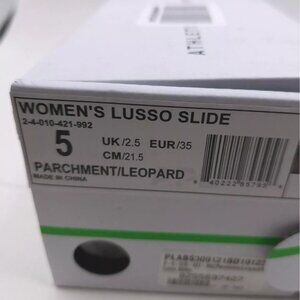 ATHLET
WOMEN'S LUSSO SLIDE
2-4-010-421-992
5 UK/2.5 EUR/35
CM/21.5
PARCHMENT/LEOPARD
MADE IN CHINA